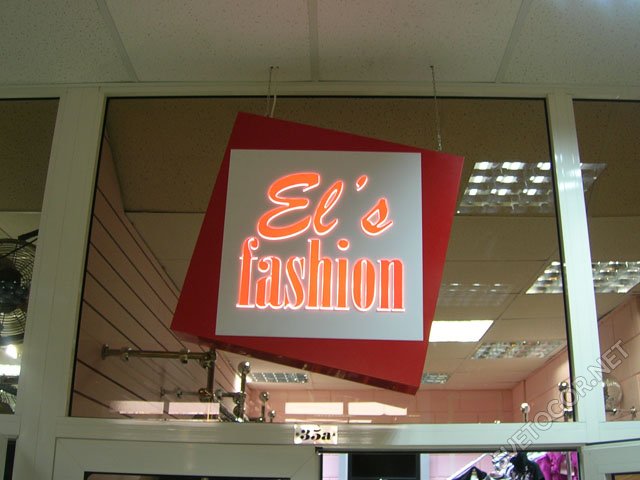 El's
fashion
35a
SVETOCOR.NET